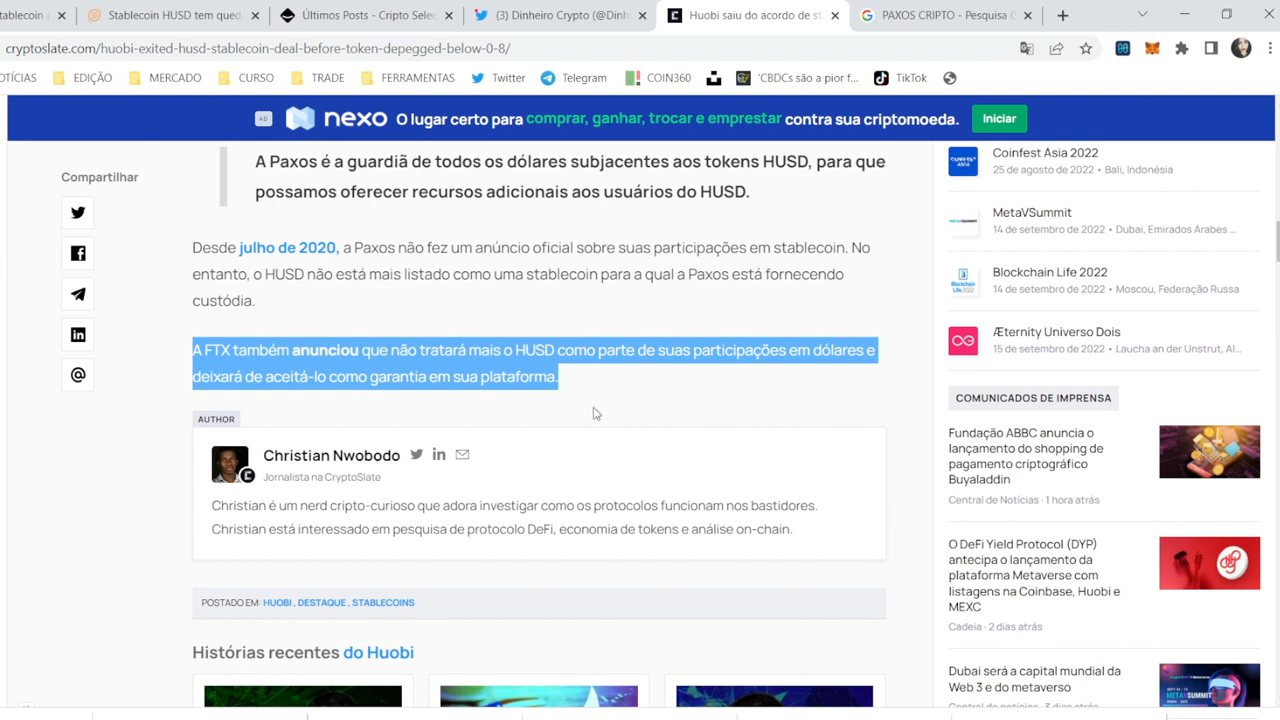 tablecoin
Stablecoin HUSD tem qued
Últimos Posts - Cripto Selec
(3) Dinheiro Crypto (@Dinh
Huobi saiu do acordo de st
PAXOS CRIPTO - Pesquisa
cryptoslate.com/huobi-exited-husd-stablecoin-deal-before-token-depegged-below-0-8/
OTÍCIAS
EDIÇÃO
MERCADO
CURSO
TRADE
FERRAMENTAS
Twitter
Telegram
COIN360
'CBDCs são a pior f...
TikTok
AD
nexo
O lugar certo para comprar, ganhar, trocar e emprestar contra sua criptomoeda.
Iniciar
Compartilhar
A Paxos é a guardiã de todos os dólares subjacentes aos tokens HUSD, para que
possamos oferecer recursos adicionais aos usuários do HUSD.
Desde julho de 2020, a Paxos não fez um anúncio oficial sobre suas participações em stablecoin. No
entanto, o HUSD não está mais listado como uma stablecoin para a qual a Paxos está fornecendo
custódia.
A FTX também anunciou que não tratará mais o HUSD como parte de suas participações em dólares e
deixará de aceitá-lo como garantia em sua plataforma.
AUTHOR
Christian Nwobodo
Jornalista na CryptoSlate
Christian é um nerd cripto-curioso que adora investigar como os protocolos funcionam nos bastidores.
Christian está interessado em pesquisa de protocolo DeFi, economia de tokens e análise on-chain.
POSTADO EM: HUOBI , DESTAQUE , STABLECOINS
Histórias recentes do Huobi
Coinfest Ásia 2022
25 de agosto de 2022 • Bali, Indonésia
MetaVSummit
14 de setembro de 2022 • Dubai, Emirados Arabes ...
Blockchain Life 2022
14 de setembro de 2022 • Moscou, Federação Russa
Æternity Universo Dois
15 de setembro de 2022 • Laucha an der Unstrut, Al...
COMUNICADOS DE IMPRENSA
Fundação ABBC anuncia o
lançamento do shopping de
pagamento criptográfico
Buyaladdin
Central de Notícias · 1 hora atrás
O DeFi Yield Protocol (DYP)
antecipa o lançamento da
plataforma Metaverse com
listagens na Coinbase, Huobi e
MEXC
Cadeia · 2 dias atrás
Dubai será a capital mundial da
Web 3 e do metaverso
Central de notícias · 3 dias atrás